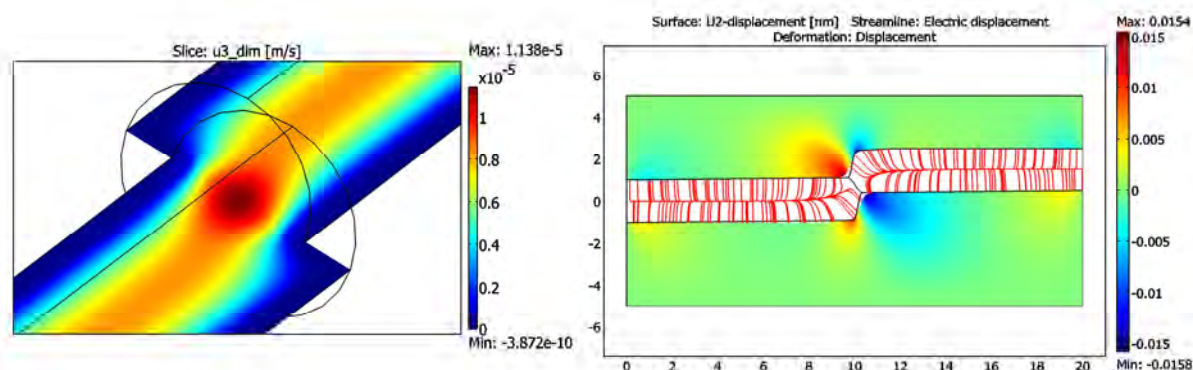 Slice: u3_dim [m/s]
Max: 1.138e-5
x10^-5
1
0.8
0.6
0.4
0.2
0
Min: -3.872e-10
Surface: U2-displacement [nm] Streamline: Electric displacement
Deformation: Displacement
Max: 0.0154
0.015
0.01
0.005
0
-0.005
-0.01
-0.015
Min: -0.0158
6
4
2
0
-2
-4
-6
0 2 4 6 8 10 12 14 16 18 20